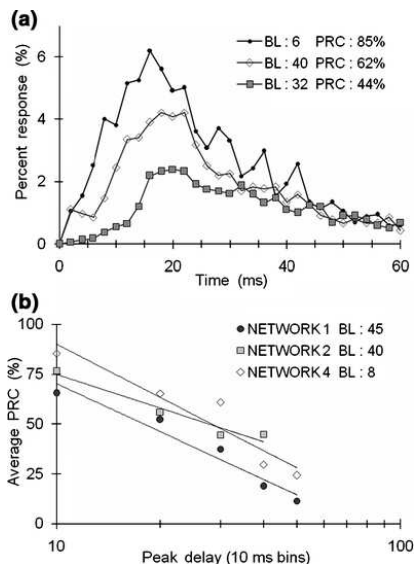 (a)
BL : 6 PRC : 85%
BL : 40 PRC : 62%
BL : 32 PRC : 44%
Percent response (%)
6
4
2
0
0
20
40
60
Time (ms)
(b)
NETWORK 1 BL : 45
NETWORK 2 BL : 40
NETWORK 4 BL : 8
Average PRC (%)
100
75
50
25
0
10
100
Peak delay (10 ms bins)